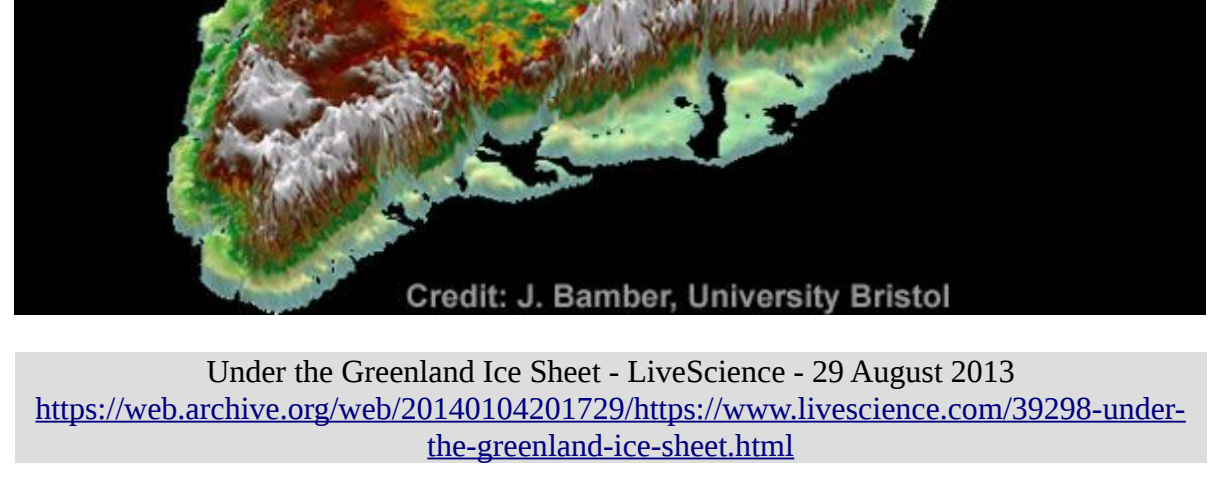 Credit: J. Bamber, University Bristol
Under the Greenland Ice Sheet - LiveScience - 29 August 2013
https://web.archive.org/web/20140104201729/https://www.livescience.com/39298-under-
the-greenland-ice-sheet.html